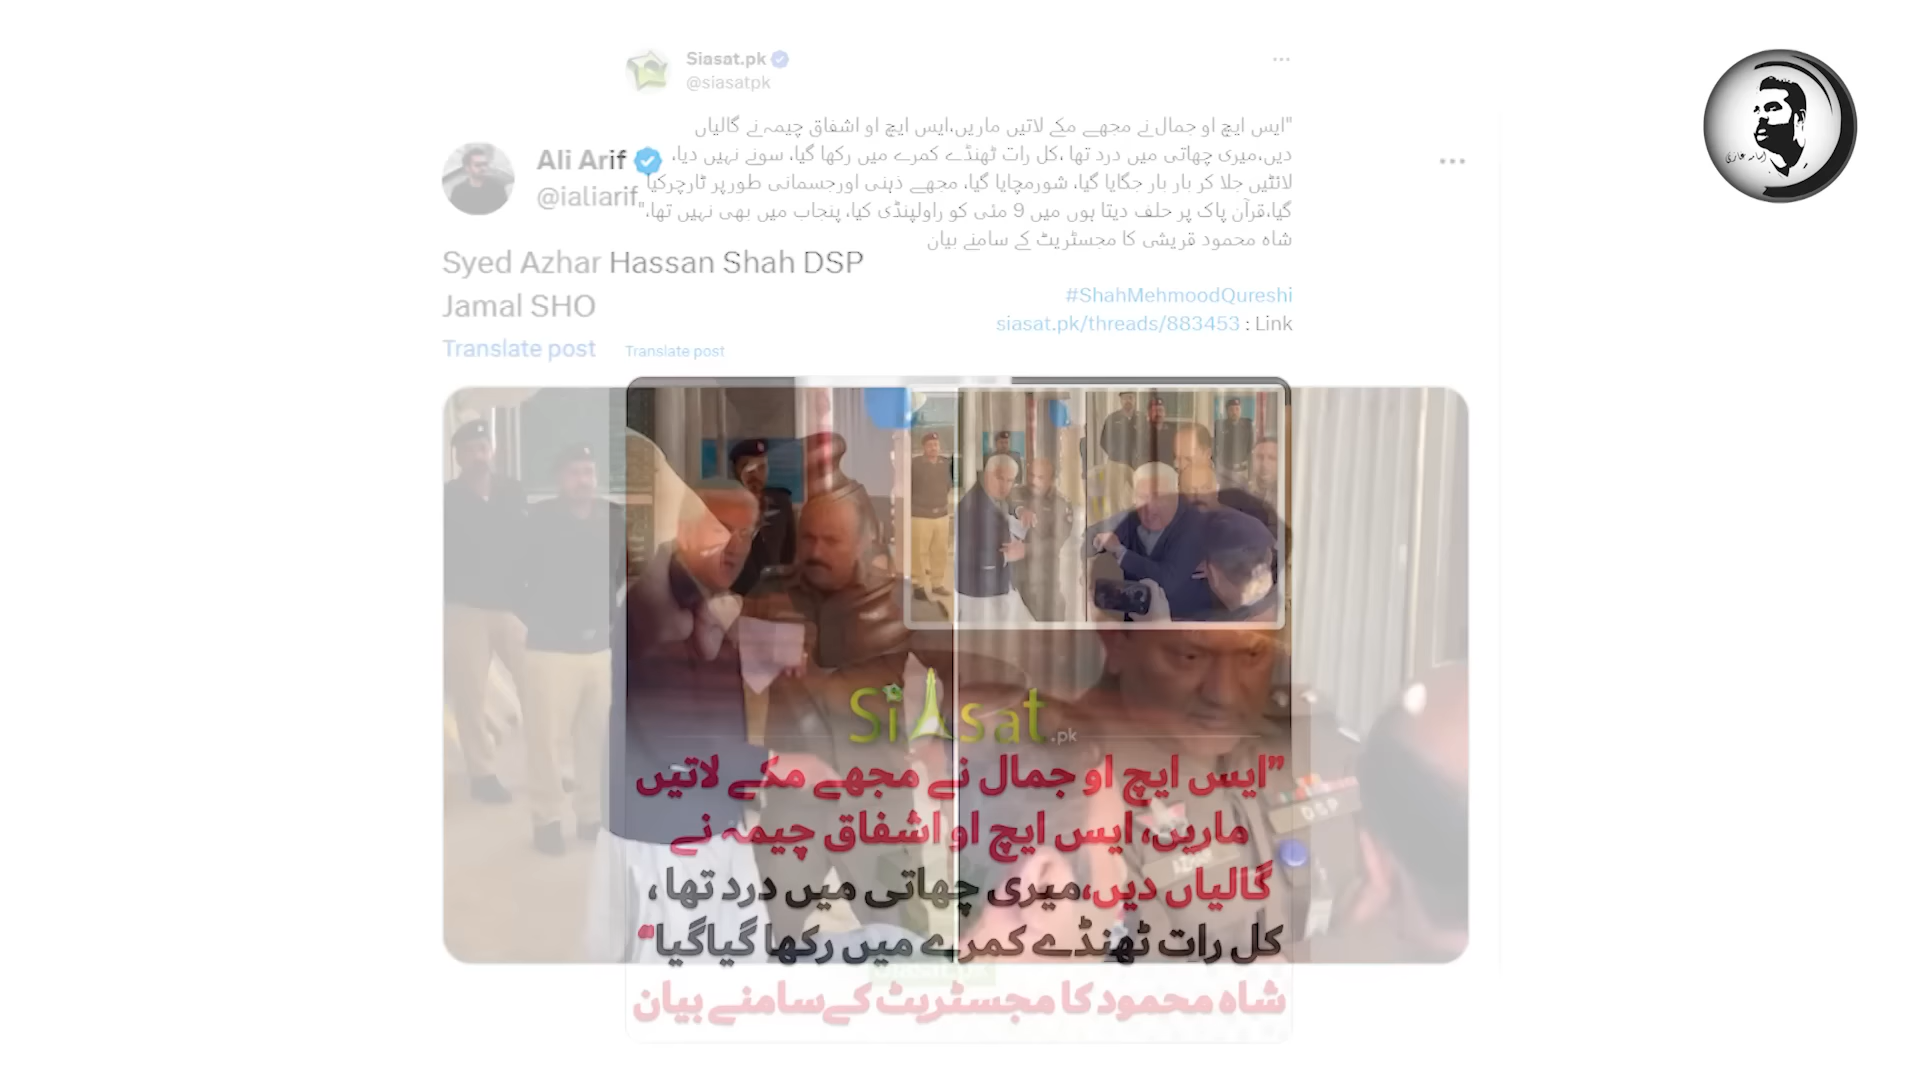 Siasat.pk
@siasatpk
"ایس ایچ او جمال نے مجھے مکے لاتیں ماریں،ایس ایچ او اشفاق چیمہ نے گالیاں
دیں،میری چھاتی میں درد تھا ،کل رات ٹھنڈے کمرے میں رکھا گیا، سونے نہیں دیا،
لائٹیں جلا کر بار بار جگایا گیا، شورمچایا گیا، مجھے ذہنی اورجسمانی طورپر ٹارچرکیا
گیا،قرآن پاک پر حلف دیتا ہوں میں 9 مئی کو راولپنڈی کیا، پنجاب میں بھی نہیں تھا،"
شاہ محمود قریشی کا مجسٹریٹ کے سامنے بیان
#ShahMehmoodQureshi
siasat.pk/threads/883453 : Link
Translate post
Ali Arif
@ialiarif
Syed Azhar Hassan Shah DSP
Jamal SHO
Translate post
Siasat.pk
”ایس ایچ او جمال نے مجھے مکے لاتیں
ماریں، ایس ایچ او اشفاق چیمہ نے
گالیاں دیں،میری چھاتی میں درد تھا ،
کل رات ٹھنڈے کمرے میں رکھا گیاگیا“
شاہ محمود کا مجسٹریٹ کے سامنے بیان
DSP
AZHAR
اسامہ غازی